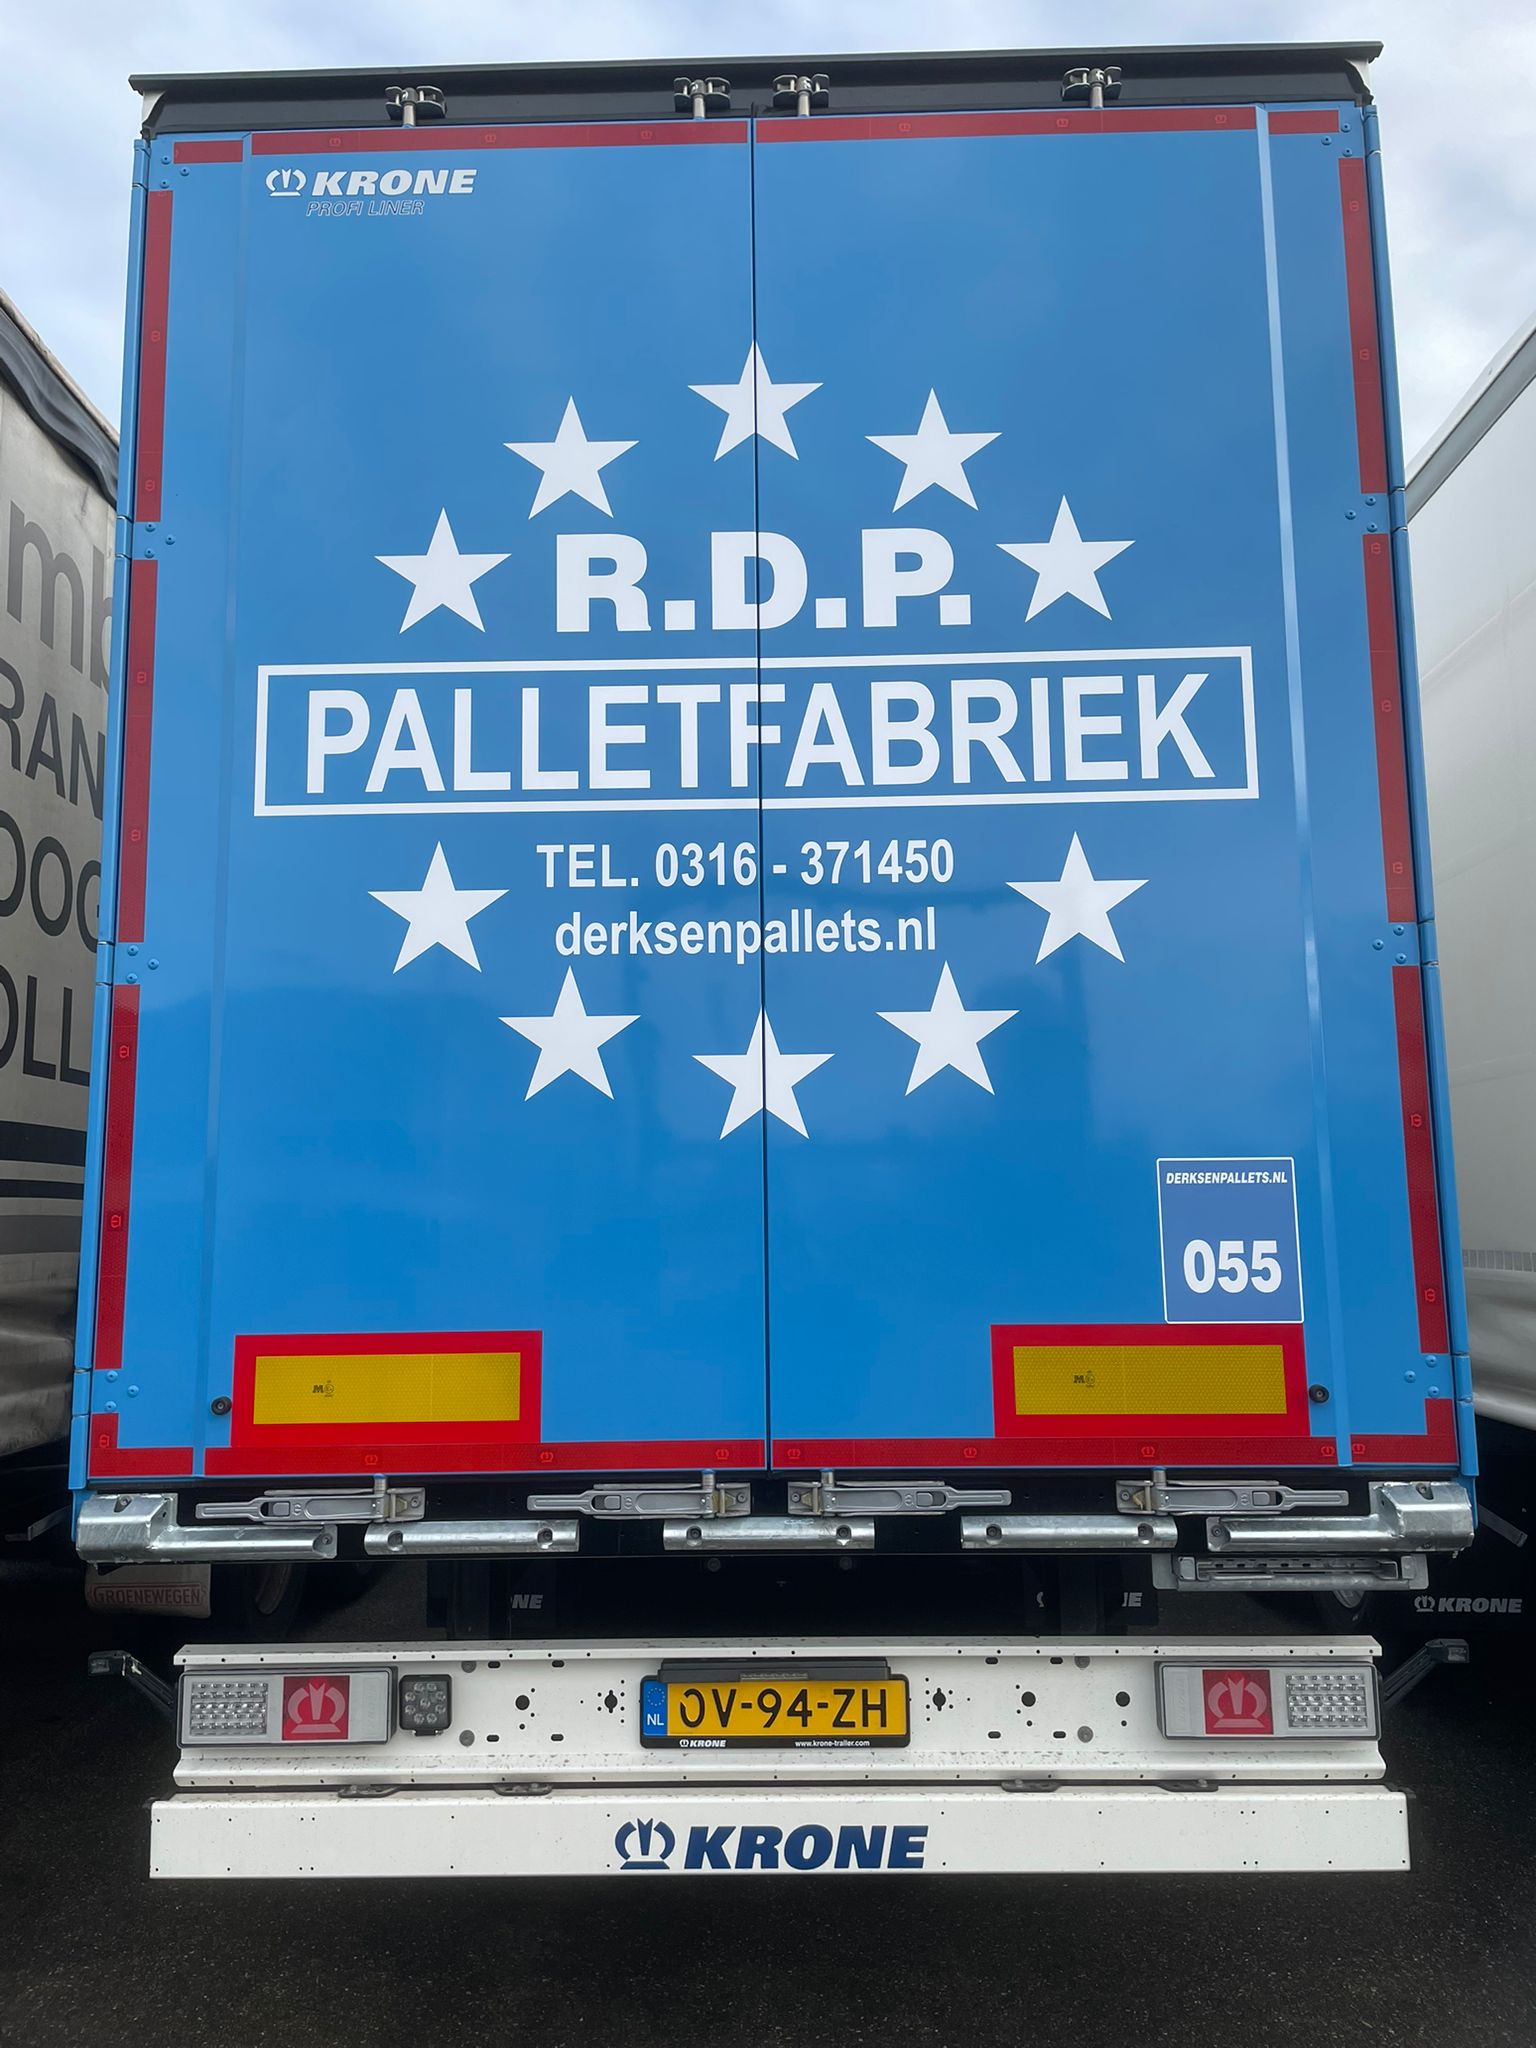 KRONE
PROFI LINER
R.D.P.
PALLETFABRIEK
TEL. 0316 - 371450
derksenpallets.nl
DERKSENPALLETS.NL
055
GROENEWEGEN
KRONE
NL
OV-94-ZH
KRONE www.krone-trailer.com
KRONE